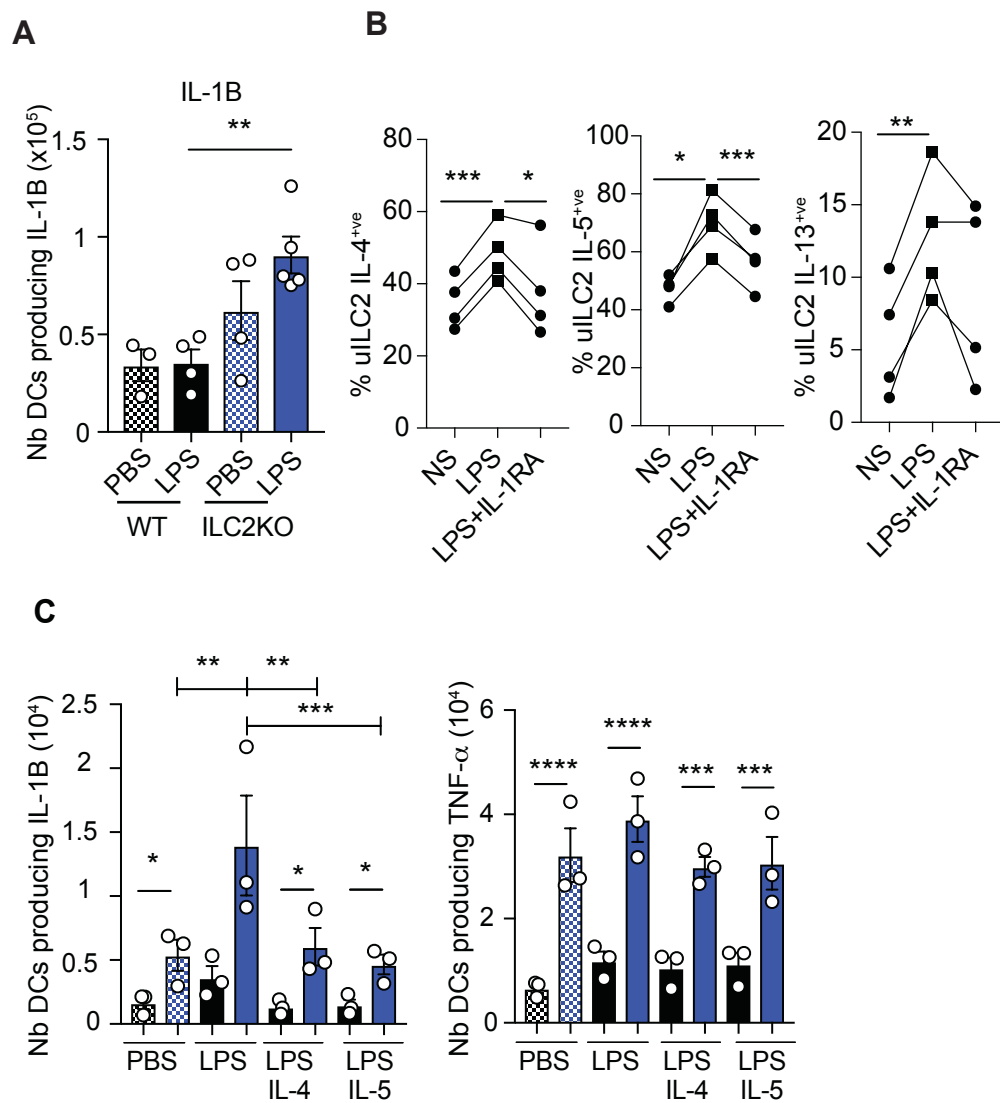 A
IL-1B
**
Nb DCs producing IL-1B (x10⁵)
1.5
1
0.5
0
PBS
LPS
PBS
LPS
WT
ILC2KO
B
% uILC2 IL-4⁺ᵛᵉ
80
60
40
20
0
***
*
NS
LPS
LPS+IL-1RA
% uILC2 IL-5⁺ᵛᵉ
100
80
60
40
20
0
*
***
NS
LPS
LPS+IL-1RA
% uILC2 IL-13⁺ᵛᵉ
20
15
10
5
0
**
NS
LPS
LPS+IL-1RA
C
Nb DCs producing IL-1B (10⁴)
2.5
2
1.5
1
0.5
0
**
**
***
*
*
*
PBS
LPS
LPS
IL-4
LPS
IL-5
Nb DCs producing TNF-α (10⁴)
6
4
2
0
****
****
***
***
PBS
LPS
LPS
IL-4
LPS
IL-5